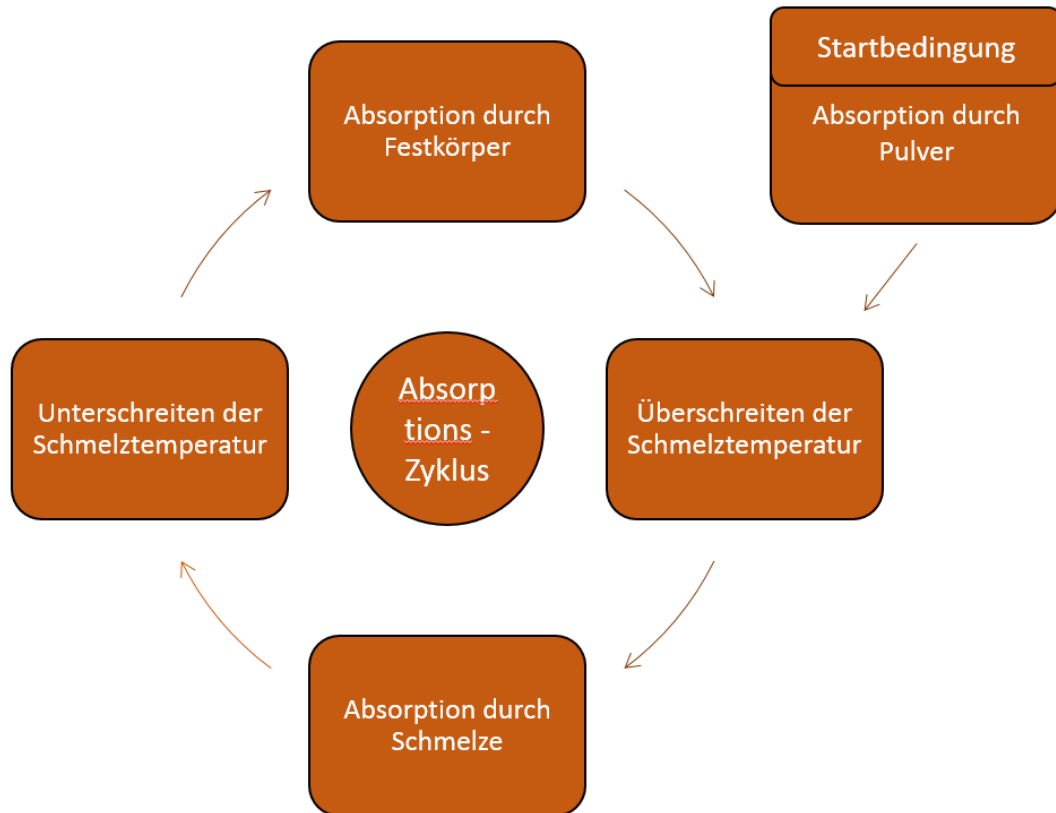 Startbedingung
Absorption durch
Pulver
Absorption durch
Festkörper
Unterschreiten der
Schmelztemperatur
Absorp
tions -
Zyklus
Überschreiten der
Schmelztemperatur
Absorption durch
Schmelze